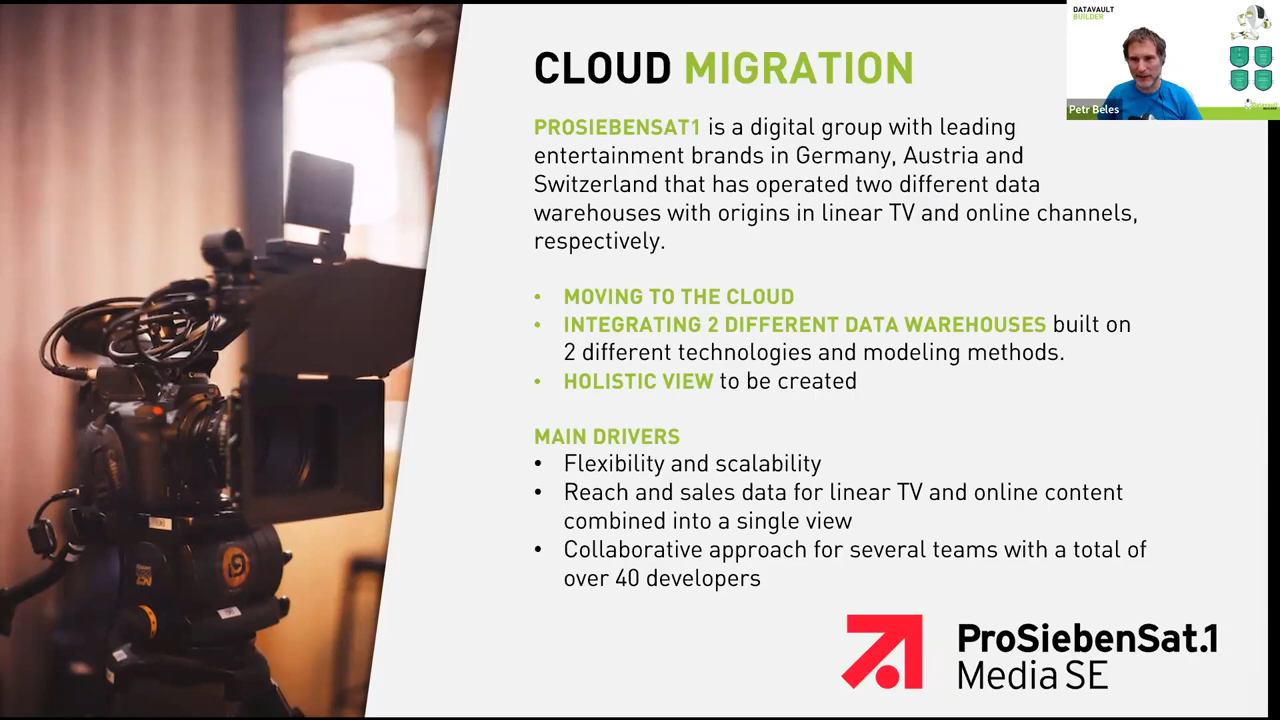 CLOUD MIGRATION
DATAVAULT
BUILDER
Petr Beles
Datavault
BUILDER
PROSIEBENSAT1 is a digital group with leading
entertainment brands in Germany, Austria and
Switzerland that has operated two different data
warehouses with origins in linear TV and online channels,
respectively.
• MOVING TO THE CLOUD
• INTEGRATING 2 DIFFERENT DATA WAREHOUSES built on
2 different technologies and modeling methods.
• HOLISTIC VIEW to be created
MAIN DRIVERS
• Flexibility and scalability
• Reach and sales data for linear TV and online content
combined into a single view
• Collaborative approach for several teams with a total of
over 40 developers
ProSiebenSat.1
Media SE
Canon